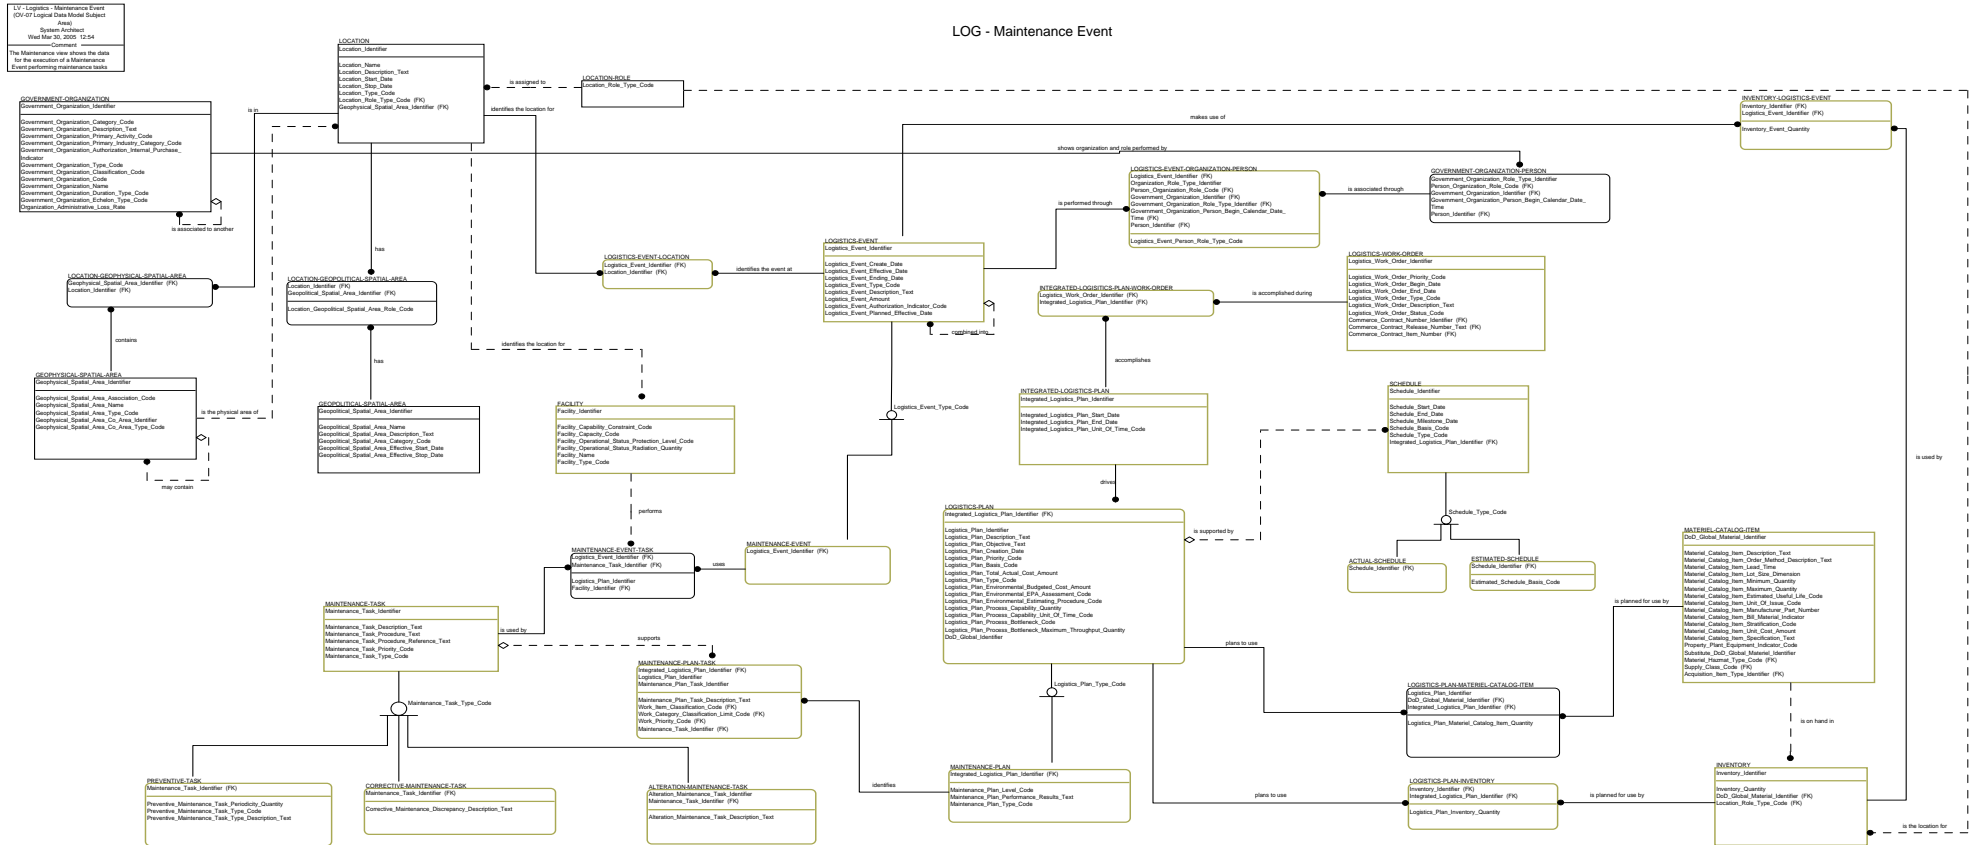 LV - Logistics - Maintenance Event
(OV-07 Logical Data Model Subject
Area)
System Architect
Wed Mar 30, 2005 12:54
Comment
The Maintenance view shows the data
for the execution of a Maintenance
Event performing maintenance tasks
LOG - Maintenance Event
LOCATION
Location_Identifier
Location_Name
Location_Description_Text
Location_Start_Date
Location_Stop_Date
Location_Type_Code
Location_Role_Type_Code (FK)
Geophysical_Spatial_Area_Identifier (FK)
is assigned to
LOCATION-ROLE
Location_Role_Type_Code
identifies the location for
is in
GOVERNMENT-ORGANIZATION
Government_Organization_Identifier
Government_Organization_Category_Code
Government_Organization_Description_Text
Government_Organization_Primary_Activity_Code
Government_Organization_Primary_Industry_Category_Code
Government_Organization_Authorization_Internal_Purchase_
Indicator
Government_Organization_Type_Code
Government_Organization_Classification_Code
Government_Organization_Code
Government_Organization_Name
Government_Organization_Duration_Type_Code
Government_Organization_Echelon_Type_Code
Organization_Administrative_Loss_Rate
is associated to another
INVENTORY-LOGISTICS-EVENT
Inventory_Identifier (FK)
Logistics_Event_Identifier (FK)
Inventory_Event_Quantity
makes use of
shows organization and role performed by
LOGISTICS-EVENT-ORGANIZATION-PERSON
Logistics_Event_Identifier (FK)
Organization_Role_Type_Identifier
Person_Organization_Role_Code (FK)
Government_Organization_Identifier (FK)
Government_Organization_Role_Type_Identifier (FK)
Government_Organization_Person_Begin_Calendar_Date_
Time (FK)
Person_Identifier (FK)
Logistics_Event_Person_Role_Type_Code
is associated through
GOVERNMENT-ORGANIZATION-PERSON
Government_Organization_Role_Type_Identifier
Person_Organization_Role_Code (FK)
Government_Organization_Identifier (FK)
Government_Organization_Person_Begin_Calendar_Date_
Time
Person_Identifier (FK)
is performed through
has
LOCATION-GEOPHYSICAL-SPATIAL-AREA
Geophysical_Spatial_Area_Identifier (FK)
Location_Identifier (FK)
LOCATION-GEOPOLITICAL-SPATIAL-AREA
Location_Identifier (FK)
Geopolitical_Spatial_Area_Identifier (FK)
Location_Geopolitical_Spatial_Area_Role_Code
LOGISTICS-EVENT-LOCATION
Logistics_Event_Identifier (FK)
Location_Identifier (FK)
identifies the event at
LOGISTICS-EVENT
Logistics_Event_Identifier
Logistics_Event_Create_Date
Logistics_Event_Effective_Date
Logistics_Event_Ending_Date
Logistics_Event_Type_Code
Logistics_Event_Description_Text
Logistics_Event_Amount
Logistics_Event_Authorization_Indicator_Code
Logistics_Event_Planned_Effective_Date
combined into
INTEGRATED-LOGISITICS-PLAN-WORK-ORDER
Logistics_Work_Order_Identifier (FK)
Integrated_Logistics_Plan_Identifier (FK)
is accomplished during
LOGISTICS-WORK-ORDER
Logistics_Work_Order_Identifier
Logistics_Work_Order_Priority_Code
Logistics_Work_Order_Begin_Date
Logistics_Work_Order_End_Date
Logistics_Work_Order_Type_Code
Logistics_Work_Order_Description_Text
Logistics_Work_Order_Status_Code
Commerce_Contract_Number_Identifier (FK)
Commerce_Contract_Release_Number_Text (FK)
Commerce_Contract_Item_Number (FK)
contains
has
identifies the location for
accomplishes
GEOPHYSICAL-SPATIAL-AREA
Geophysical_Spatial_Area_Identifier
Geophysical_Spatial_Area_Association_Code
Geophysical_Spatial_Area_Name
Geophysical_Spatial_Area_Type_Code
Geophysical_Spatial_Area_Co_Area_Identifier
Geophysical_Spatial_Area_Co_Area_Type_Code
is the physical area of
may contain
GEOPOLITICAL-SPATIAL-AREA
Geopolitical_Spatial_Area_Identifier
Geopolitical_Spatial_Area_Name
Geopolitical_Spatial_Area_Description_Text
Geopolitical_Spatial_Area_Category_Code
Geopolitical_Spatial_Area_Effective_Start_Date
Geopolitical_Spatial_Area_Effective_Stop_Date
FACILITY
Facility_Identifier
Facility_Capability_Constraint_Code
Facility_Capacity_Code
Facility_Operational_Status_Protection_Level_Code
Facility_Operational_Status_Radiation_Quantity
Facility_Name
Facility_Type_Code
Logistics_Event_Type_Code
INTEGRATED-LOGISTICS-PLAN
Integrated_Logistics_Plan_Identifier
Integrated_Logistics_Plan_Start_Date
Integrated_Logistics_Plan_End_Date
Integrated_Logistics_Plan_Unit_Of_Time_Code
SCHEDULE
Schedule_Identifier
Schedule_Start_Date
Schedule_End_Date
Schedule_Milestone_Date
Schedule_Basis_Code
Schedule_Type_Code
Integrated_Logistics_Plan_Identifier (FK)
is used by
drives
performs
Schedule_Type_Code
is supported by
LOGISTICS-PLAN
Integrated_Logistics_Plan_Identifier (FK)
Logistics_Plan_Identifier
Logistics_Plan_Description_Text
Logistics_Plan_Objective_Text
Logistics_Plan_Creation_Date
Logistics_Plan_Priority_Code
Logistics_Plan_Basis_Code
Logistics_Plan_Total_Actual_Cost_Amount
Logistics_Plan_Type_Code
Logistics_Plan_Environmental_Budgeted_Cost_Amount
Logistics_Plan_Environmental_EPA_Assessment_Code
Logistics_Plan_Environmental_Estimating_Procedure_Code
Logistics_Plan_Process_Capability_Quantity
Logistics_Plan_Process_Capability_Unit_Of_Time_Code
Logistics_Plan_Process_Bottleneck_Code
Logistics_Plan_Process_Bottleneck_Maximum_Throughput_Quantity
DoD_Global_Identifier
ACTUAL-SCHEDULE
Schedule_Identifier (FK)
ESTIMATED-SCHEDULE
Schedule_Identifier (FK)
Estimated_Schedule_Basis_Code
MATERIEL-CATALOG-ITEM
DoD_Global_Materiel_Identifier
Materiel_Catalog_Item_Description_Text
Materiel_Catalog_Item_Order_Method_Description_Text
Materiel_Catalog_Item_Lead_Time
Materiel_Catalog_Item_Lot_Size_Dimension
Materiel_Catalog_Item_Minimum_Quantity
Materiel_Catalog_Item_Maximum_Quantity
Materiel_Catalog_Item_Estimated_Useful_Life_Code
Materiel_Catalog_Item_Unit_Of_Issue_Code
Materiel_Catalog_Item_Manufacturer_Part_Number
Materiel_Catalog_Item_Bill_Material_Indicator
Materiel_Catalog_Item_Stratification_Code
Materiel_Catalog_Item_Unit_Cost_Amount
Materiel_Catalog_Item_Specification_Text
Property_Plant_Equipment_Indicator_Code
Substitute_DoD_Global_Materiel_Identifier
Materiel_Hazmat_Type_Code (FK)
Supply_Class_Code (FK)
Acquisition_Item_Type_Identifier (FK)
MAINTENANCE-EVENT-TASK
Logistics_Event_Identifier (FK)
Maintenance_Task_Identifier (FK)
Logistics_Plan_Identifier
Facility_Identifier (FK)
uses
MAINTENANCE-EVENT
Logistics_Event_Identifier (FK)
MAINTENANCE-TASK
Maintenance_Task_Identifier
Maintenance_Task_Description_Text
Maintenance_Task_Procedure_Text
Maintenance_Task_Procedure_Reference_Text
Maintenance_Task_Priority_Code
Maintenance_Task_Type_Code
is used by
supports
is planned for use by
plans to use
MAINTENANCE-PLAN-TASK
Integrated_Logistics_Plan_Identifier (FK)
Logistics_Plan_Identifier
Maintenance_Plan_Task_Identifier
Maintenance_Plan_Task_Description_Text
Work_Item_Classification_Code (FK)
Work_Category_Classification_Limit_Code (FK)
Work_Priority_Code (FK)
Maintenance_Task_Identifier (FK)
Logistics_Plan_Type_Code
LOGISTICS-PLAN-MATERIEL-CATALOG-ITEM
Logistics_Plan_Identifier
DoD_Global_Materiel_Identifier (FK)
Integrated_Logistics_Plan_Identifier (FK)
Logistics_Plan_Materiel_Catalog_Item_Quantity
Maintenance_Task_Type_Code
is on hand in
PREVENTIVE-TASK
Maintenance_Task_Identifier (FK)
Preventive_Maintenance_Task_Periodicity_Quantity
Preventive_Maintenance_Task_Type_Code
Preventive_Maintenance_Task_Type_Description_Text
CORRECTIVE-MAINTENANCE-TASK
Maintenance_Task_Identifier (FK)
Corrective_Maintenance_Discrepancy_Description_Text
ALTERATION-MAINTENANCE-TASK
Alteration_Maintenance_Task_Identifier
Maintenance_Task_Identifier (FK)
Alteration_Maintenance_Task_Description_Text
identifies
MAINTENANCE-PLAN
Integrated_Logistics_Plan_Identifier (FK)
Maintenance_Plan_Level_Code
Maintenance_Plan_Performance_Results_Text
Maintenance_Plan_Type_Code
plans to use
LOGISTICS-PLAN-INVENTORY
Inventory_Identifier (FK)
Integrated_Logistics_Plan_Identifier (FK)
Logistics_Plan_Inventory_Quantity
is planned for use by
INVENTORY
Inventory_Identifier
Inventory_Quantity
DoD_Global_Materiel_Identifier (FK)
Location_Role_Type_Code (FK)
is the location for